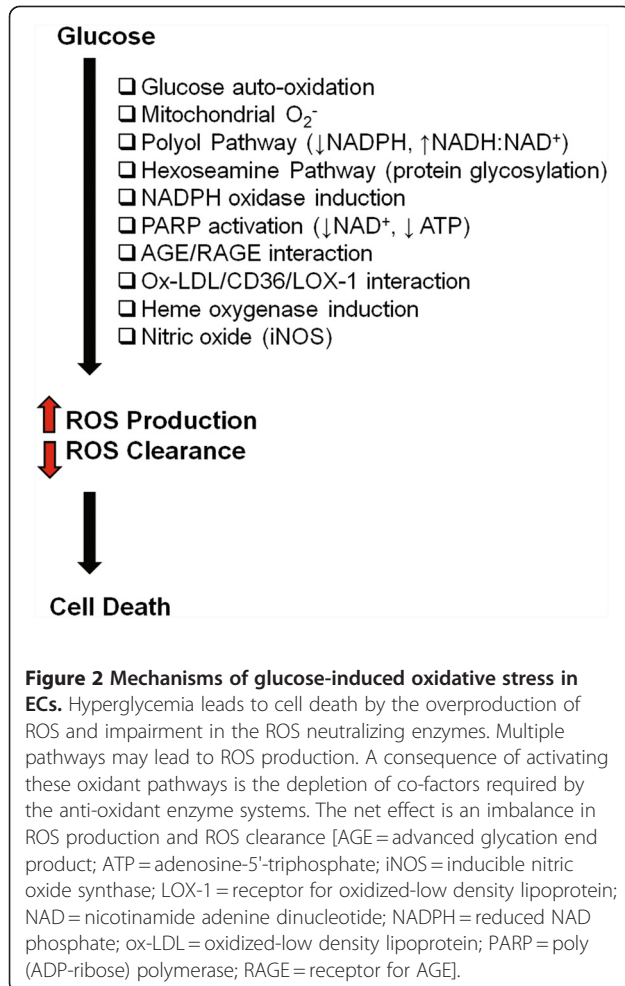 Glucose
❑ Glucose auto-oxidation
❑ Mitochondrial O₂⁻
❑ Polyol Pathway (↓NADPH, ↑NADH:NAD⁺)
❑ Hexoseamine Pathway (protein glycosylation)
❑ NADPH oxidase induction
❑ PARP activation (↓NAD⁺, ↓ ATP)
❑ AGE/RAGE interaction
❑ Ox-LDL/CD36/LOX-1 interaction
❑ Heme oxygenase induction
❑ Nitric oxide (iNOS)
ROS Production
ROS Clearance
Cell Death
Figure 2 Mechanisms of glucose-induced oxidative stress in
ECs. Hyperglycemia leads to cell death by the overproduction of
ROS and impairment in the ROS neutralizing enzymes. Multiple
pathways may lead to ROS production. A consequence of activating
these oxidant pathways is the depletion of co-factors required by
the anti-oxidant enzyme systems. The net effect is an imbalance in
ROS production and ROS clearance [AGE = advanced glycation end
product; ATP = adenosine-5'-triphosphate; iNOS = inducible nitric
oxide synthase; LOX-1 = receptor for oxidized-low density lipoprotein;
NAD = nicotinamide adenine dinucleotide; NADPH = reduced NAD
phosphate; ox-LDL = oxidized-low density lipoprotein; PARP = poly
(ADP-ribose) polymerase; RAGE = receptor for AGE].